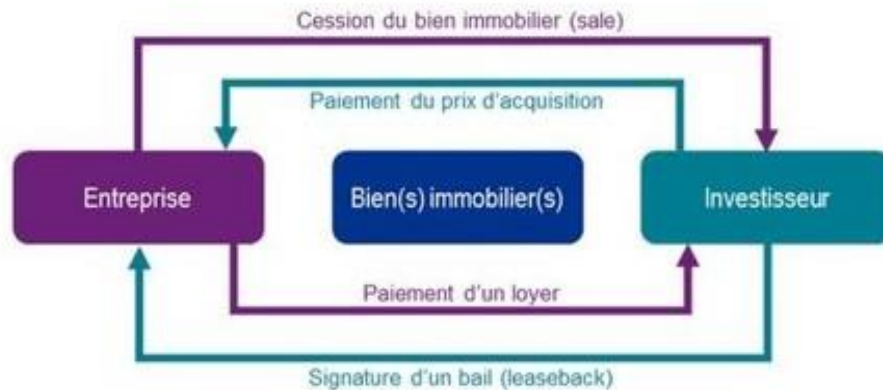 Cession du bien immobilier (sale)
Paiement du prix d'acquisition
Entreprise
Bien(s) immobilier(s)
Investisseur
Paiement d'un loyer
Signature d'un bail (leaseback)